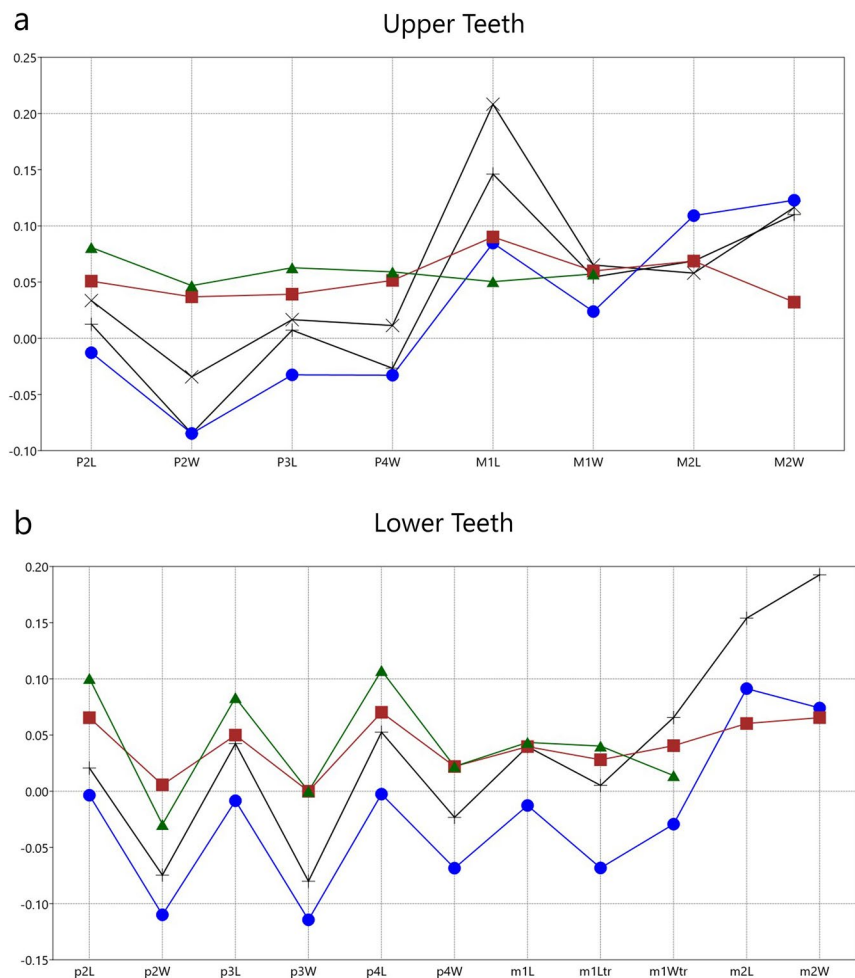 a
Upper Teeth
0.25
0.20
0.15
0.10
0.05
0.00
-0.05
-0.10
P2L P2W P3L P4W M1L M1W M2L M2W
b
Lower Teeth
0.20
0.15
0.10
0.05
0.00
-0.05
-0.10
-0.15
p2L p2W p3L p3W p4L p4W m1L m1Ltr m1Wtr m2L m2W